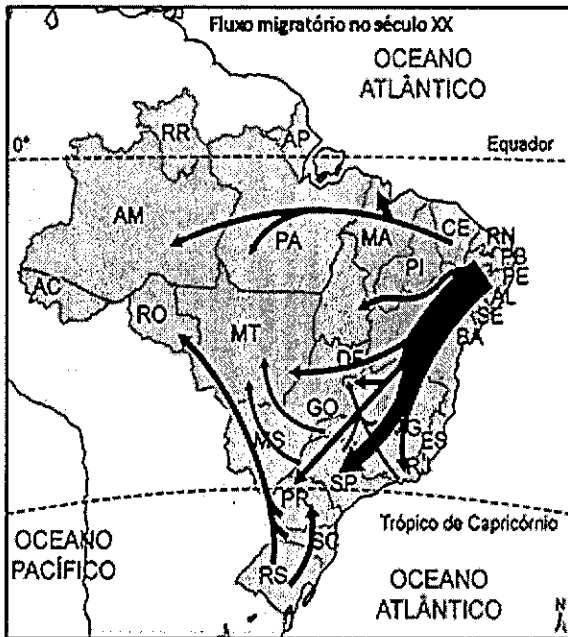 Fluxo migratório no século XX
OCEANO
ATLÂNTICO
RR
AP
0°
Equador
AM
PA
MA
CE
RN
PB
PI
PE
AC
AL
RO
SE
BA
MT
DF
GO
MS
ES
RJ
SP
PR
Trópico de Capricórnio
OCEANO
PACÍFICO
SC
RS
OCEANO
ATLÂNTICO
N